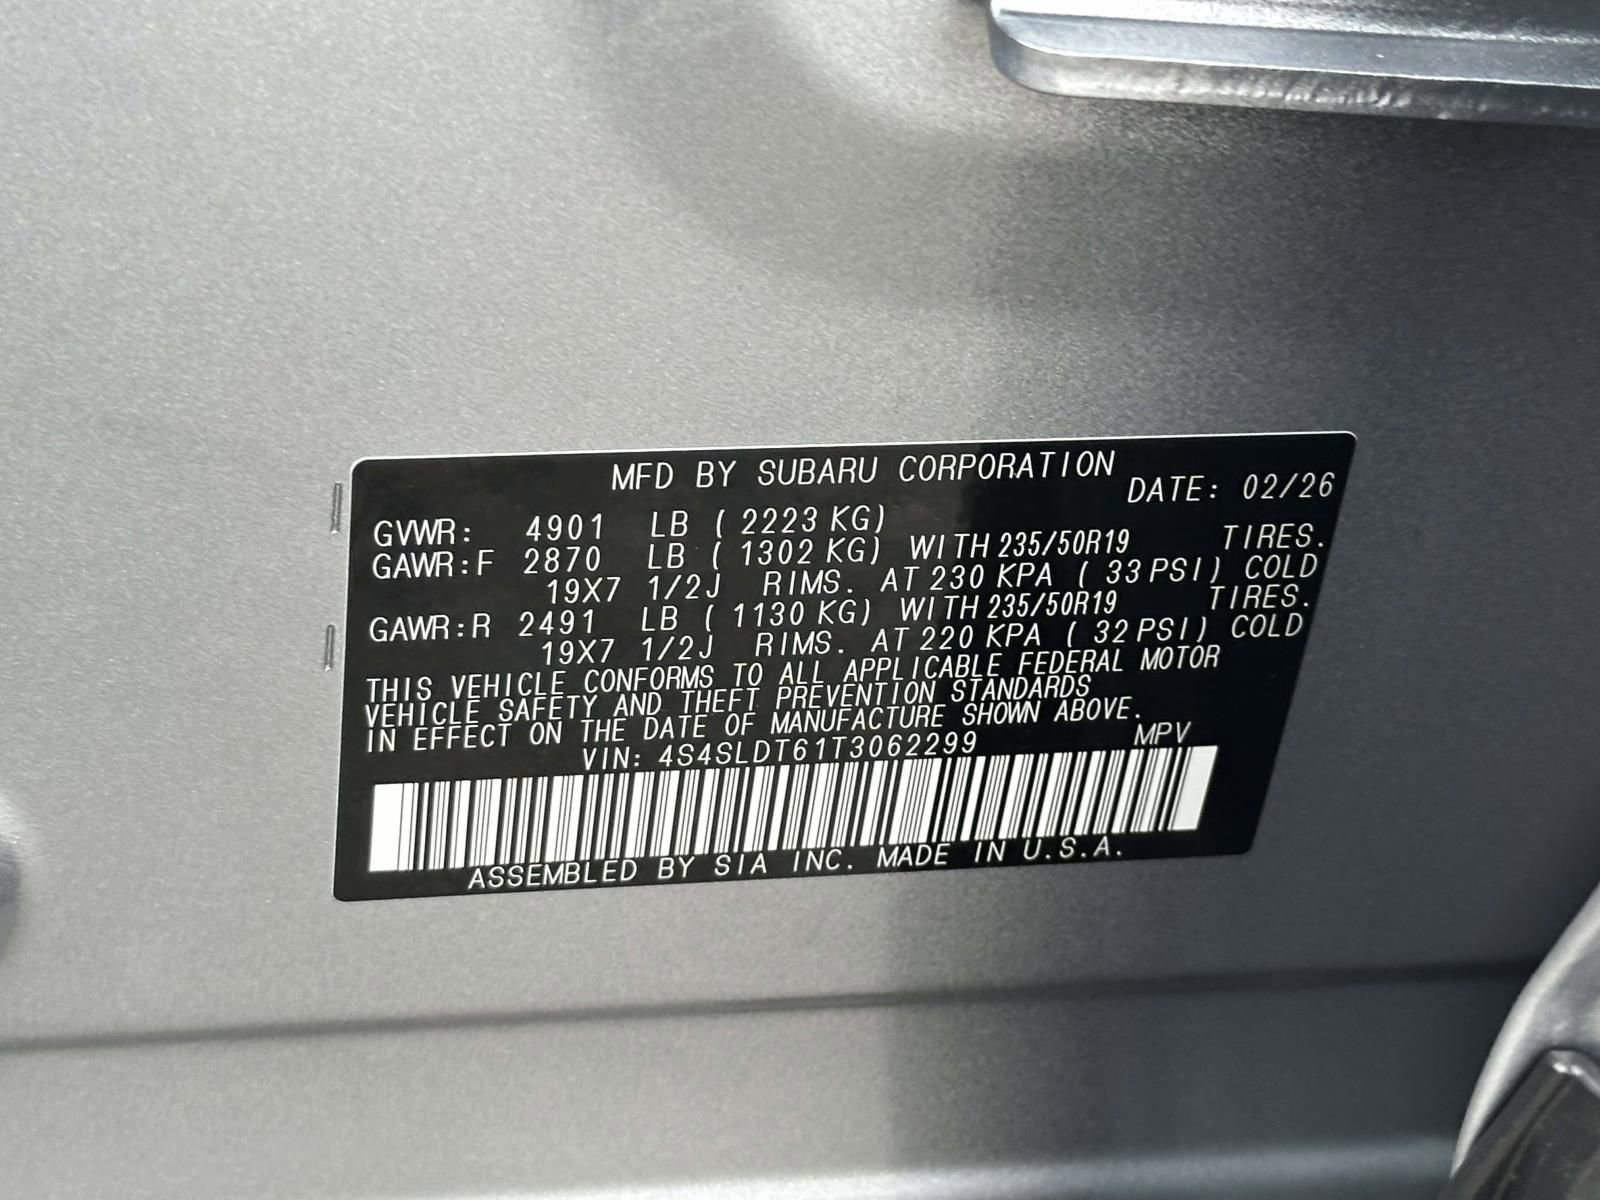 MFD BY SUBARU CORPORATION
DATE: 02/26
GVWR: 4901 LB ( 2223 KG)
GAWR:F 2870 LB ( 1302 KG) WITH 235/50R19 TIRES.
19X7 1/2J RIMS. AT 230 KPA ( 33 PSI) COLD
GAWR:R 2491 LB ( 1130 KG) WITH 235/50R19 TIRES.
19X7 1/2J RIMS. AT 220 KPA ( 32 PSI) COLD
THIS VEHICLE CONFORMS TO ALL APPLICABLE FEDERAL MOTOR
VEHICLE SAFETY AND THEFT PREVENTION STANDARDS
IN EFFECT ON THE DATE OF MANUFACTURE SHOWN ABOVE.
VIN: 4S4SLDT61T3062299 MPV
ASSEMBLED BY SIA INC. MADE IN U.S.A.